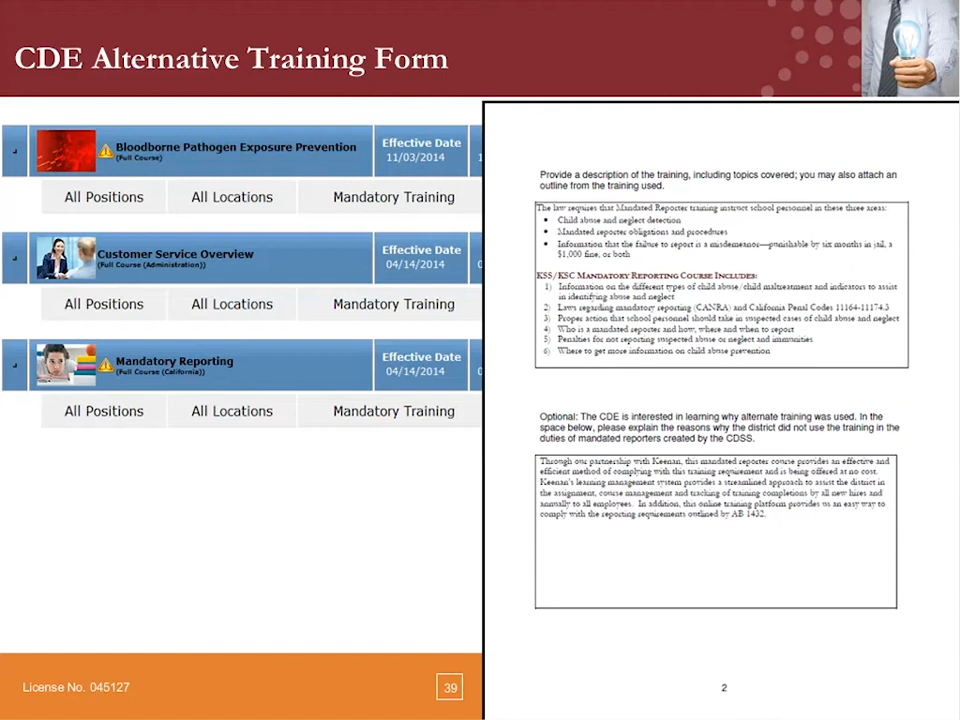 CDE Alternative Training Form
Bloodborne Pathogen Exposure Prevention
(Full Course)
Effective Date
11/03/2014
All Positions
All Locations
Mandatory Training
Customer Service Overview
(Full Course (Administration))
Effective Date
04/14/2014
All Positions
All Locations
Mandatory Training
Mandatory Reporting
(Full Course (California))
Effective Date
04/14/2014
All Positions
All Locations
Mandatory Training
Provide a description of the training, including topics covered; you may also attach an
outline from the training used.
The law requires that Mandated Reporter training instruct school personnel in these three areas:
• Child abuse and neglect detection
• Mandated reporter obligations and procedures
• Information that the failure to report is a misdemeanor—punishable by six months in jail, a
$1,000 fine, or both
KSS/KSC MANDATORY REPORTING COURSE INCLUDES:
1) Information on the different types of child abuse/child maltreatment and indicators to assist
in identifying abuse and neglect
2) Laws regarding mandatory reporting (CANRA) and California Penal Codes 11164-11174.3
3) Proper action that school personnel should take in suspected cases of child abuse and neglect
4) Who is a mandated reporter and how, where and when to report
5) Penalties for not reporting suspected abuse or neglect and immunities
6) Where to get more information on child abuse prevention
Optional: The CDE is interested in learning why alternate training was used. In the
space below, please explain the reasons why the district did not use the training in the
duties of mandated reporters created by the CDSS.
Through our partnership with Keenan, this mandated reporter course provides an effective and
efficient method of complying with this training requirement and is being offered at no cost.
Keenan's learning management system provides a streamlined approach to assist the district in
the assignment, course management and tracking of training completions by all new hires and
annually to all employees. In addition, this online training platform provides us an easy way to
comply with the reporting requirements outlined by AB 1432.
License No. 045127
39
2